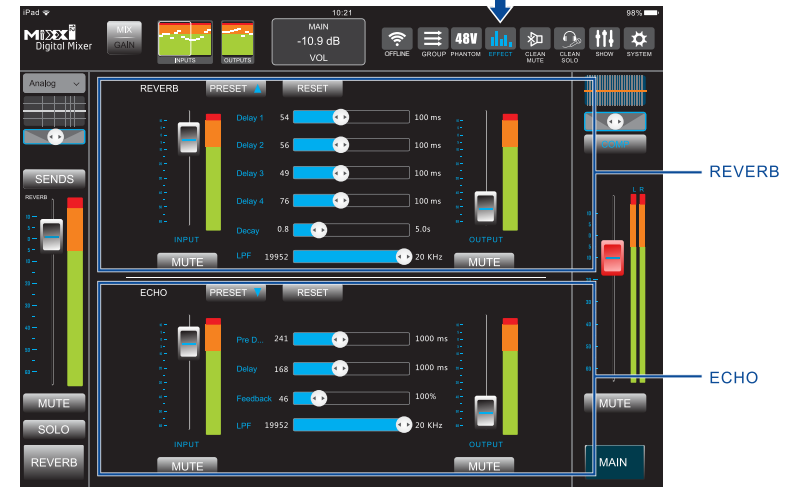 iPad
10:21
98%
MiXXi
Digital Mixer
MIX
GAIN
INPUTS
OUTPUTS
MAIN
-10.9 dB
VOL
OFFLINE
GROUP
48V
PHANTOM
EFFECT
CLEAN
MUTE
CLEAN
SOLO
SHOW
SYSTEM
Analog
REVERB
PRESET
RESET
Delay 1 54 100 ms
Delay 2 56 100 ms
Delay 3 49 100 ms
Delay 4 76 100 ms
Decay 0.8 5.0s
LPF 19952 20 KHz
INPUT
MUTE
OUTPUT
MUTE
COMP
REVERB
SENDS
REVERB
L R
ECHO
PRESET
RESET
Pre D... 241 1000 ms
Delay 168 1000 ms
Feedback 46 100%
LPF 19952 20 KHz
INPUT
MUTE
OUTPUT
MUTE
ECHO
MUTE
SOLO
REVERB
MUTE
MAIN